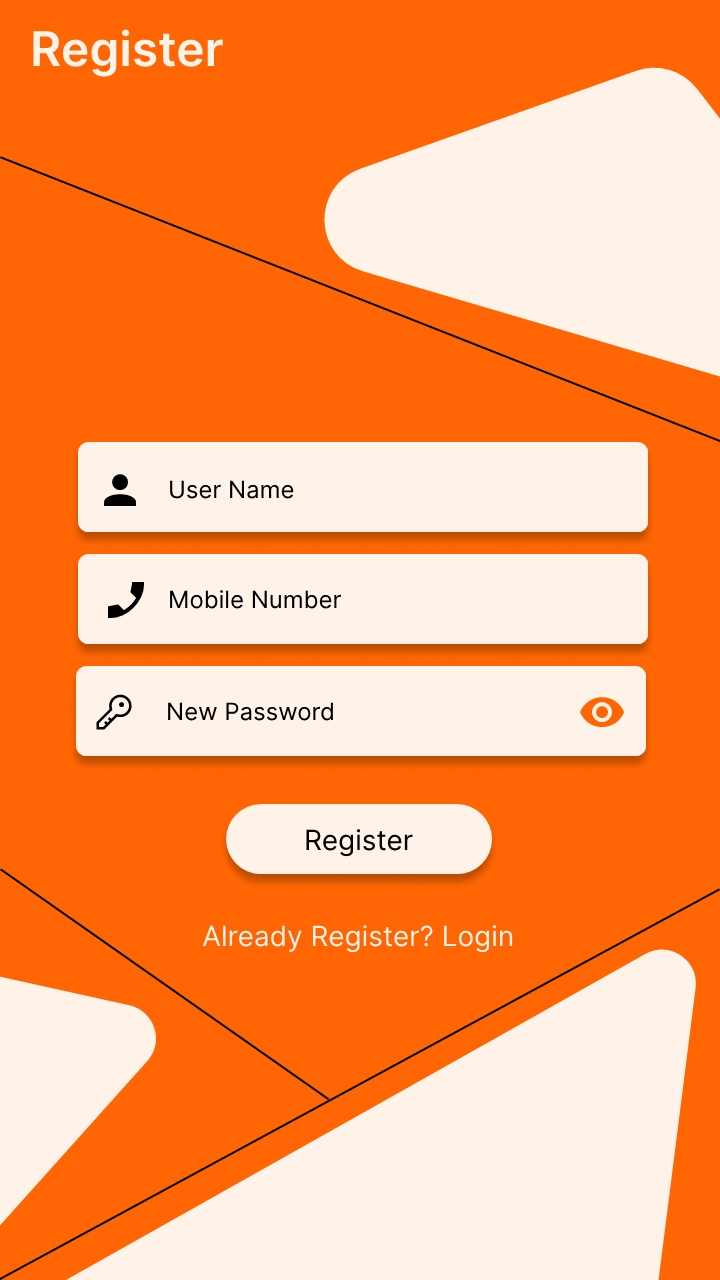 Register
User Name
Mobile Number
New Password
Register
Already Register? Login